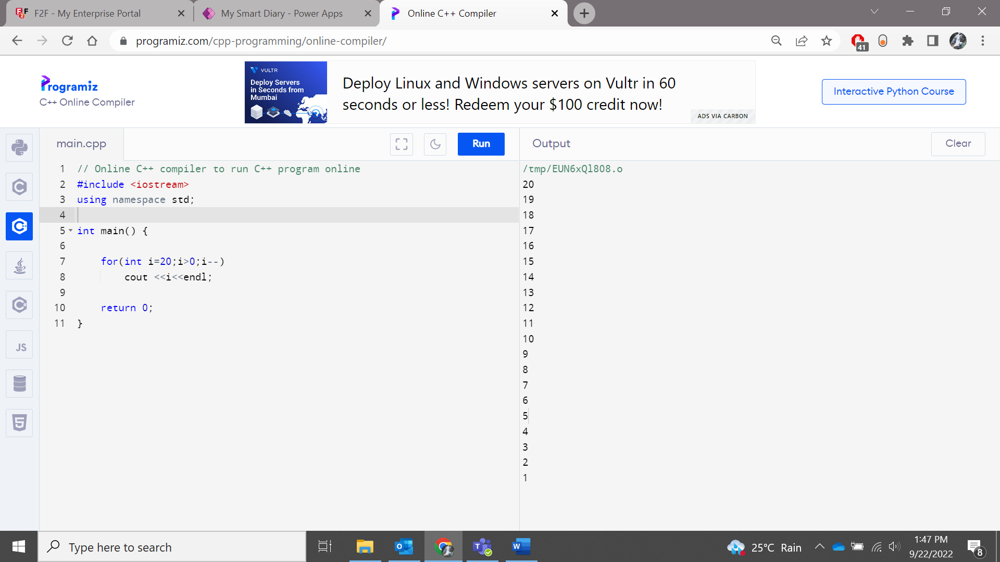 F2F - My Enterprise Portal
My Smart Diary - Power Apps
Online C++ Compiler
programiz.com/cpp-programming/online-compiler/
41
Programiz
C++ Online Compiler
VULTR
Deploy Servers
in Seconds from
Mumbai
Deploy Linux and Windows servers on Vultr in 60
seconds or less! Redeem your $100 credit now!
ADS VIA CARBON
Interactive Python Course
main.cpp
Run
Output
Clear
1 // Online C++ compiler to run C++ program online
2 #include <iostream>
3 using namespace std;
4
5 int main() {
6
7 for(int i=20;i>0;i--)
8 cout <<i<<endl;
9
10 return 0;
11 }
JS
/tmp/EUN6xQl8O8.o
20
19
18
17
16
15
14
13
12
11
10
9
8
7
6
5
4
3
2
1
Type here to search
25°C Rain
1:47 PM
9/22/2022
8